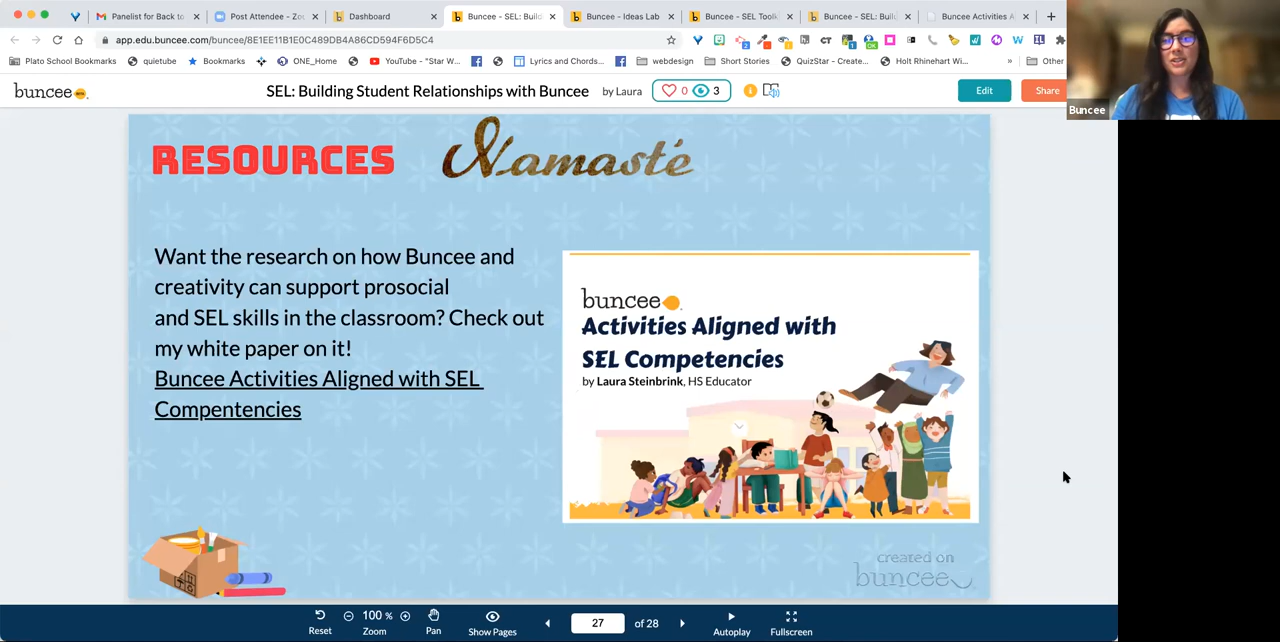 Panelist for Back to
Post Attendee - Zoo
Dashboard
Buncee - SEL: Build
Buncee - Ideas Lab
Buncee - SEL Toolk
Buncee - SEL: Buil
Buncee Activities A
app.edu.buncee.com/buncee/8E1EE11B1E0C489DB4A86CD594F6D5C4
Plato School Bookmarks
quietube
Bookmarks
ONE_Home
YouTube - "Star W...
Lyrics and Chords...
webdesign
Short Stories
QuizStar - Create...
Holt Rhinehart Wi...
»
Other
buncee
SEL: Building Student Relationships with Buncee
by Laura
0
3
Edit
Share
Buncee
RESOURCES
Namasté
Want the research on how Buncee and
creativity can support prosocial
and SEL skills in the classroom? Check out
my white paper on it!
Buncee Activities Aligned with SEL
Compentencies
buncee
Activities Aligned with
SEL Competencies
by Laura Steinbrink, HS Educator
created on
buncee
Reset
100 %
Zoom
Pan
Show Pages
27
of 28
Autoplay
Fullscreen